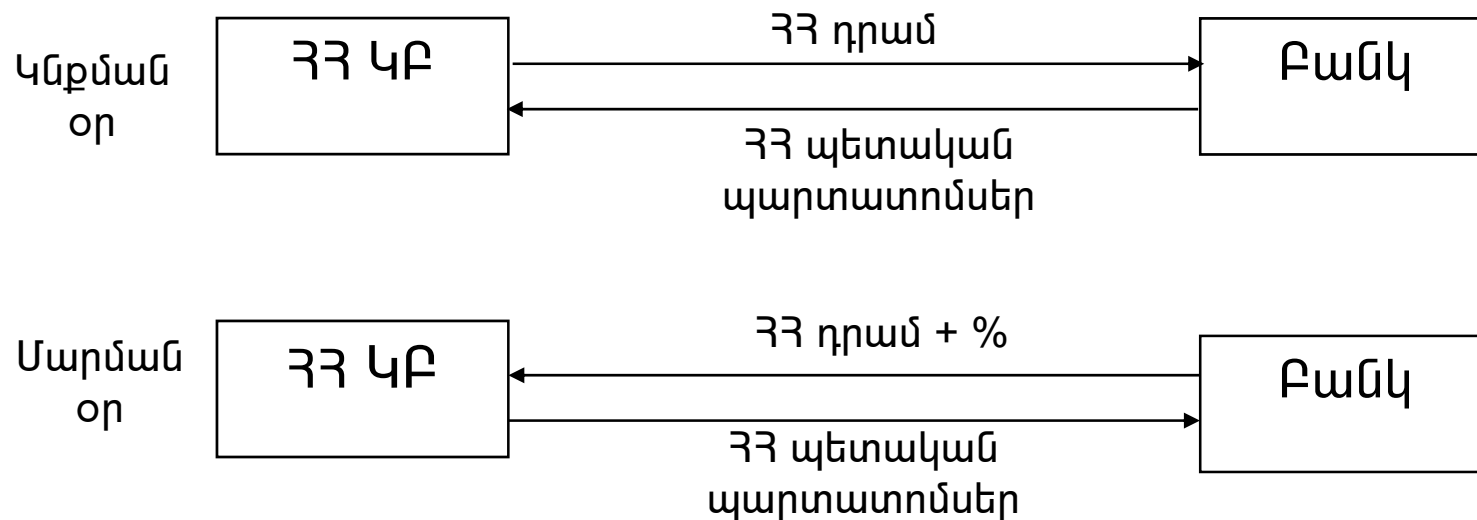 ՀՀ դրամ
Կնքման
օր
ՀՀ ԿԲ
Բանկ
ՀՀ պետական
պարտատոմսեր
ՀՀ դրամ + %
Մարման
օր
ՀՀ ԿԲ
Բանկ
ՀՀ պետական
պարտատոմսեր